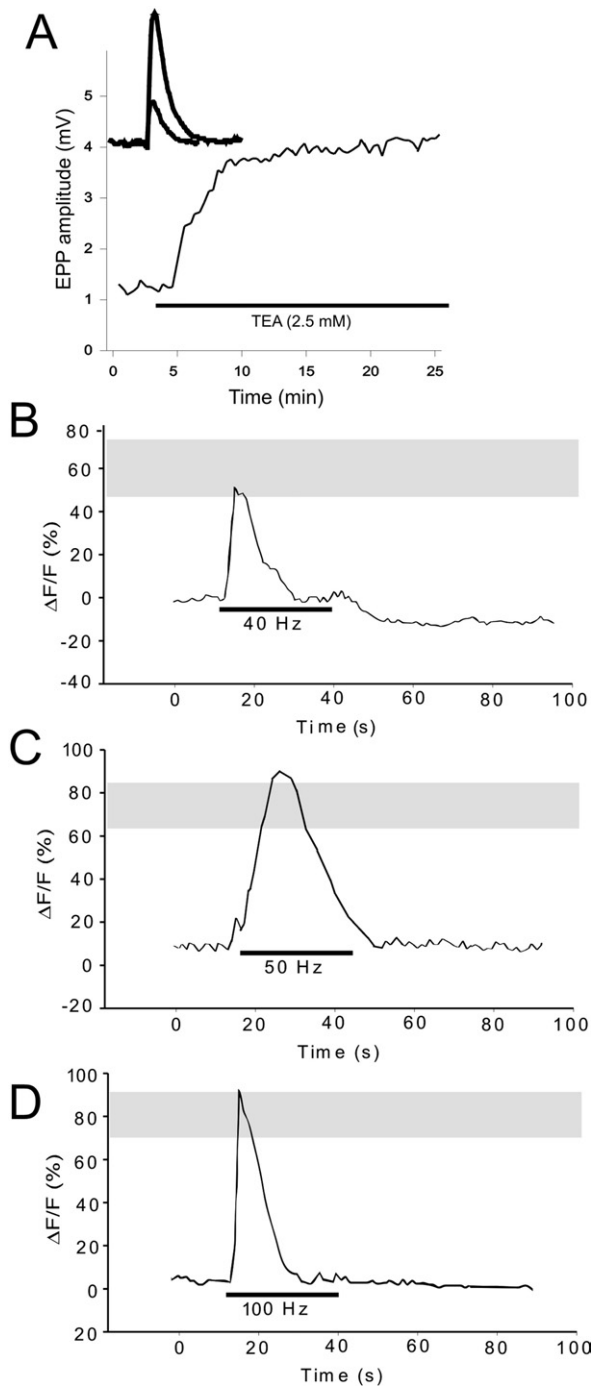 A
EPP amplitude (mV)
5
4
3
2
1
0
TEA (2.5 mM)
0 5 10 15 20 25
Time (min)
B
ΔF/F (%)
80
60
40
20
0
-20
-40
40 Hz
0 20 40 60 80 100
Time (s)
C
ΔF/F (%)
100
80
60
40
20
0
-20
50 Hz
0 20 40 60 80 100
Time (s)
D
ΔF/F (%)
100
80
60
40
20
0
20
100 Hz
0 20 40 60 80 100
Time (s)